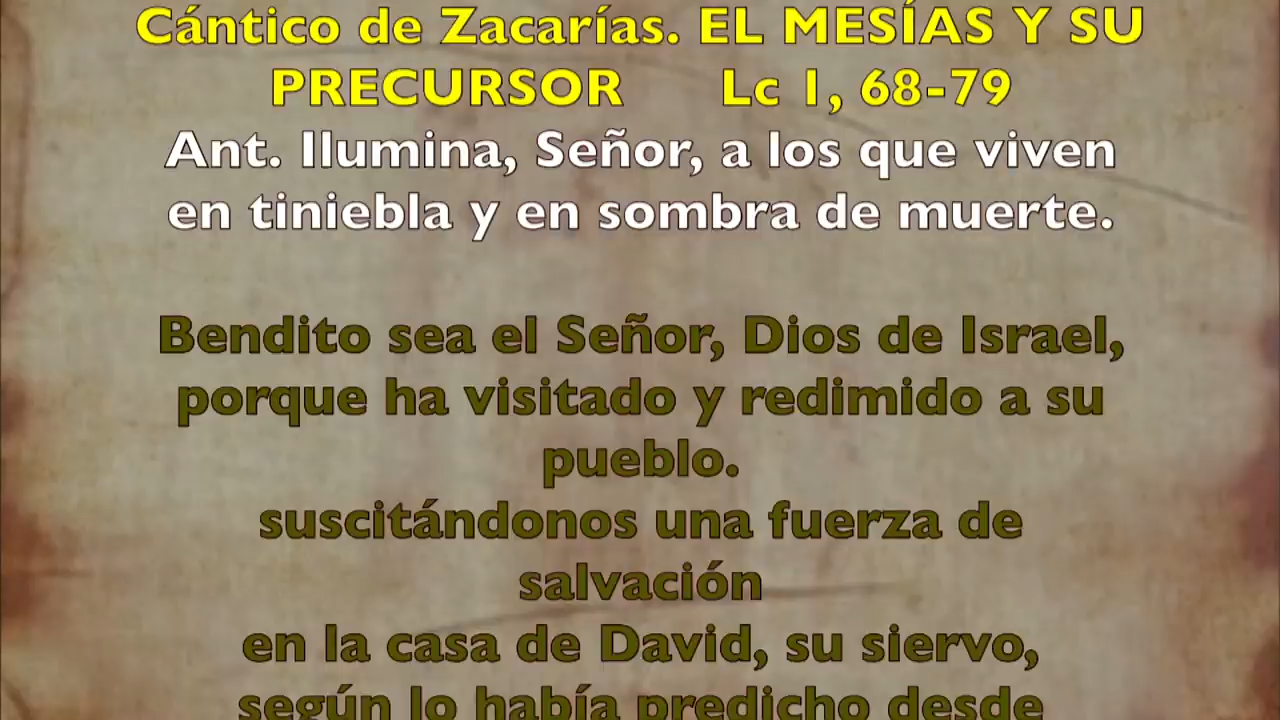 Cántico de Zacarías. EL MESÍAS Y SU
PRECURSOR Lc 1, 68-79
Ant. Ilumina, Señor, a los que viven
en tiniebla y en sombra de muerte.
Bendito sea el Señor, Dios de Israel,
porque ha visitado y redimido a su
pueblo.
suscitándonos una fuerza de
salvación
en la casa de David, su siervo,
según lo había predicho desde